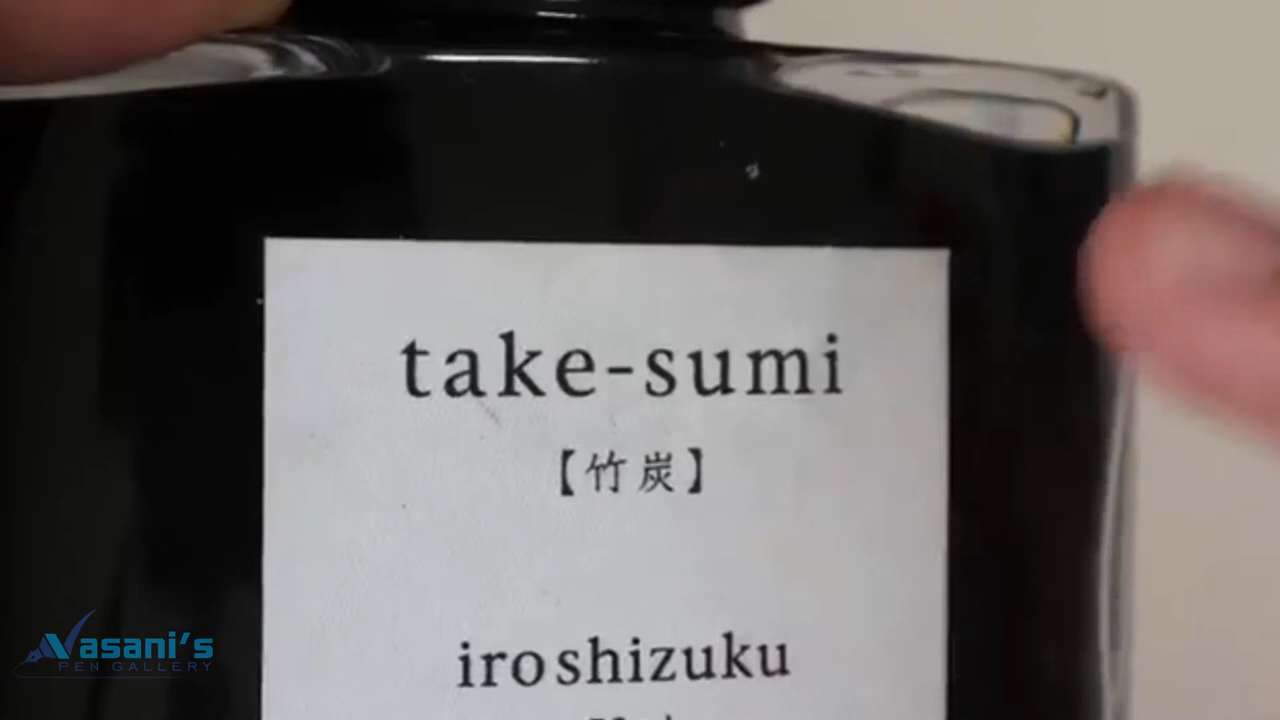 take-sumi
【竹炭】
iroshizuku
Vasani's
PEN GALLERY